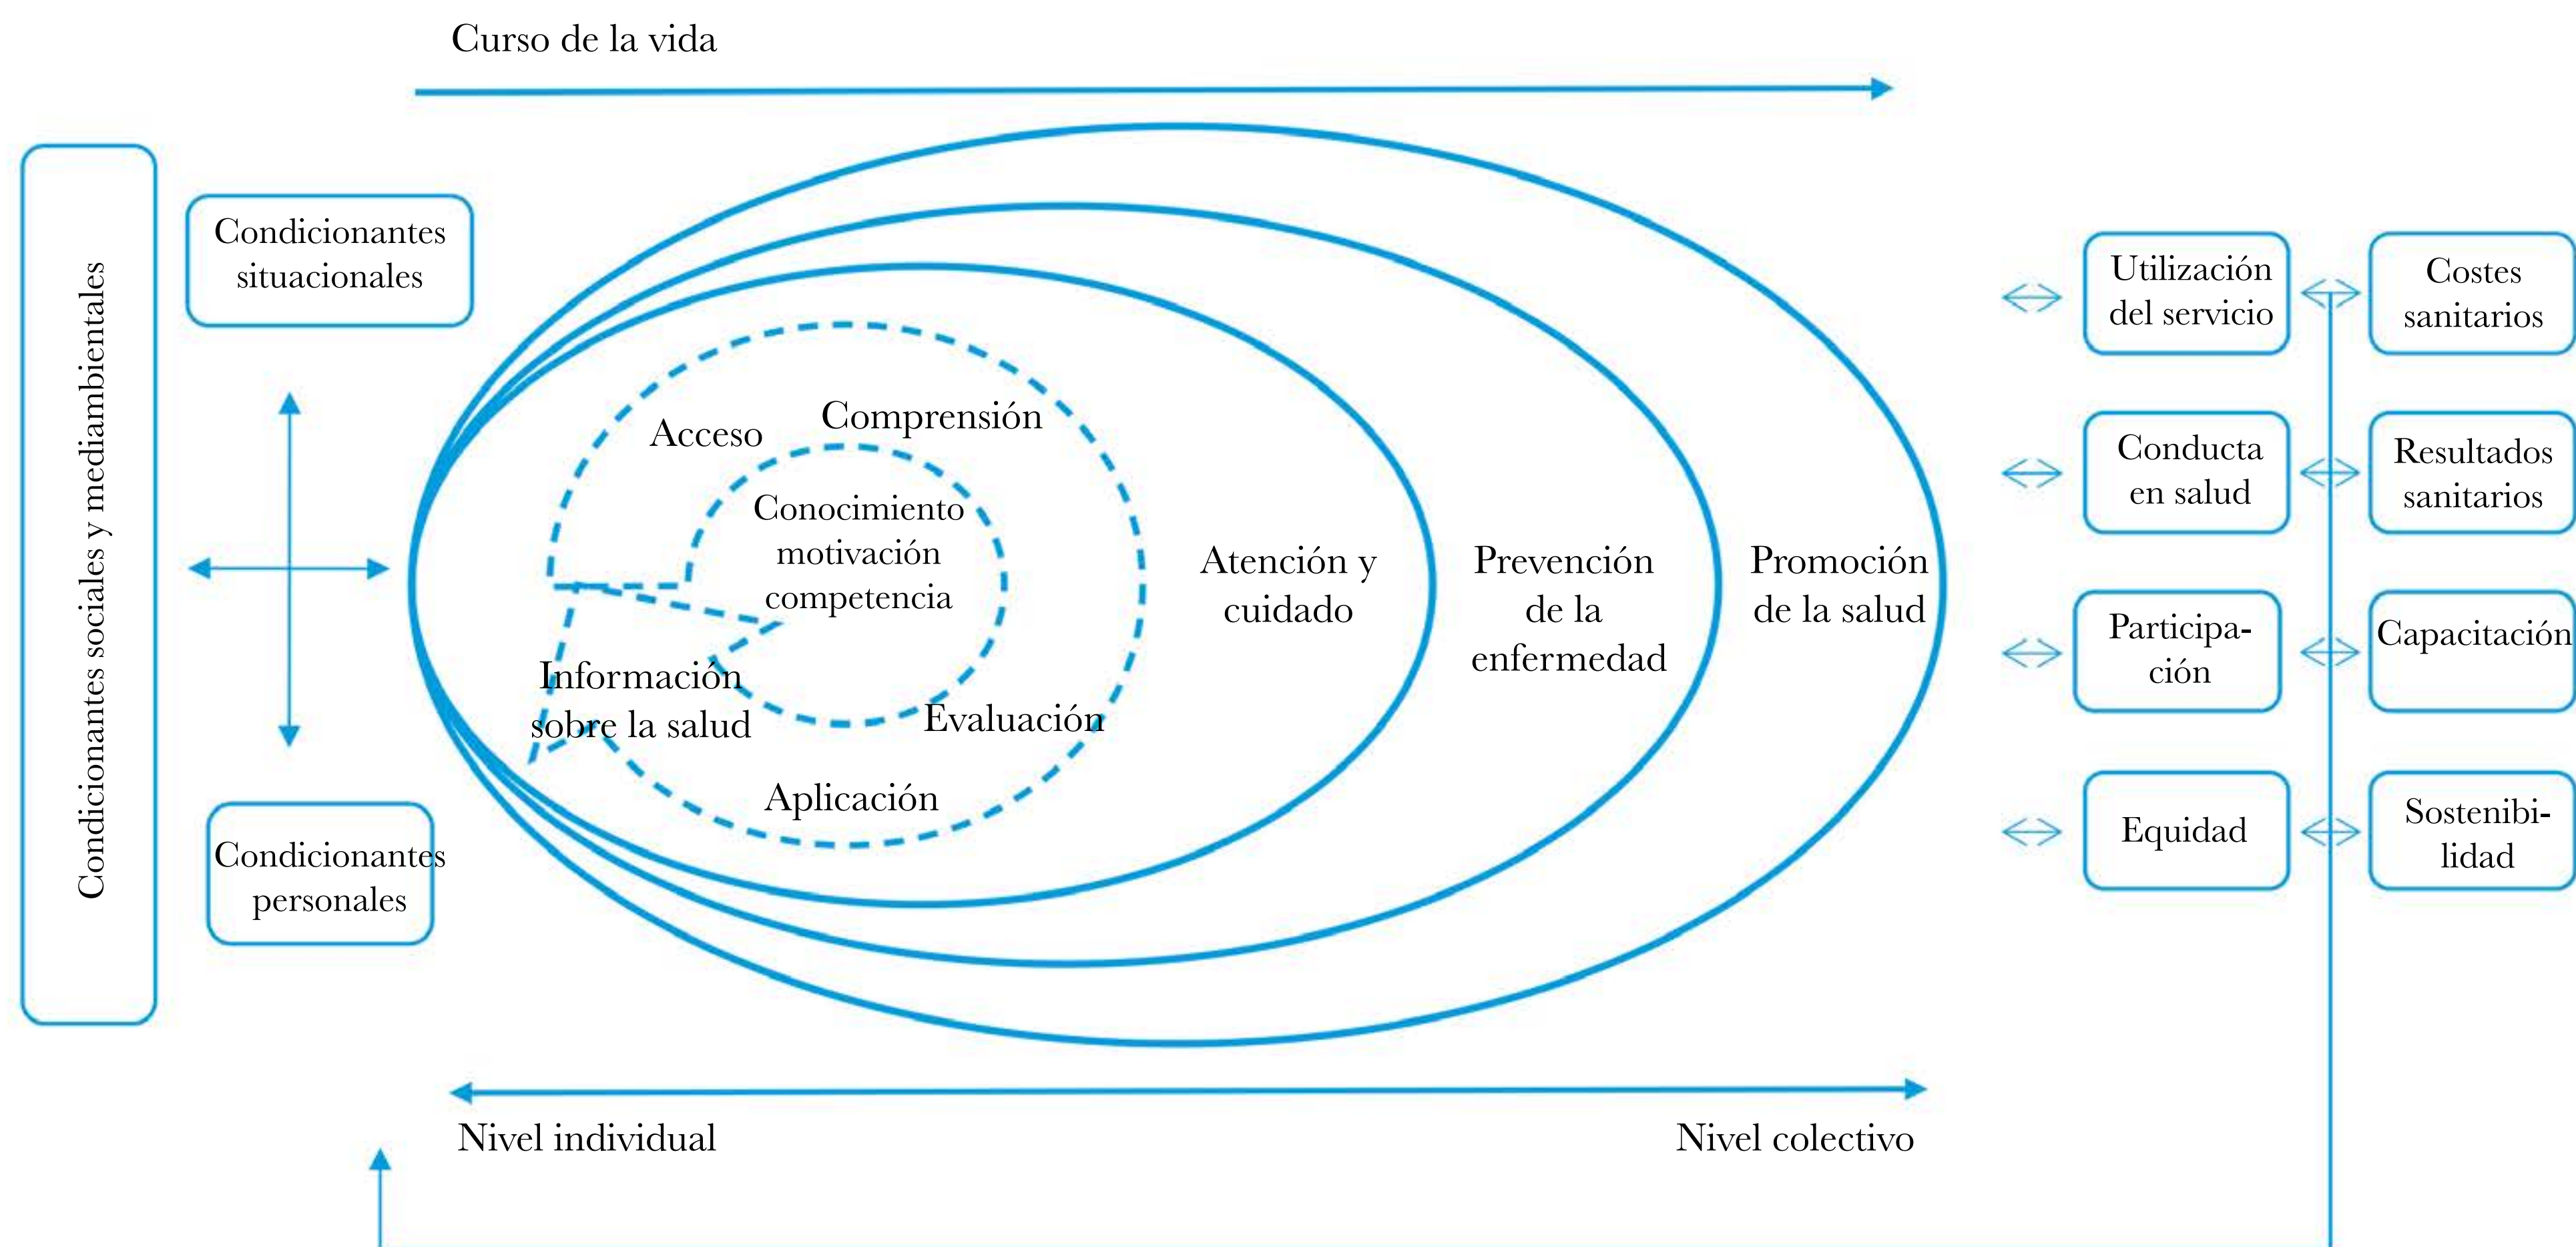 Curso de la vida
Condicionantes sociales y mediambientales
Condicionantes
situacionales
Condicionantes
personales
Acceso
Comprensión
Conocimiento
motivación
competencia
Información
sobre la salud
Evaluación
Aplicación
Atención y
cuidado
Prevención
de la
enfermedad
Promoción
de la salud
Utilización
del servicio
Costes
sanitarios
Conducta
en salud
Resultados
sanitarios
Participa-
ción
Capacitación
Equidad
Sostenibi-
lidad
Nivel individual
Nivel colectivo